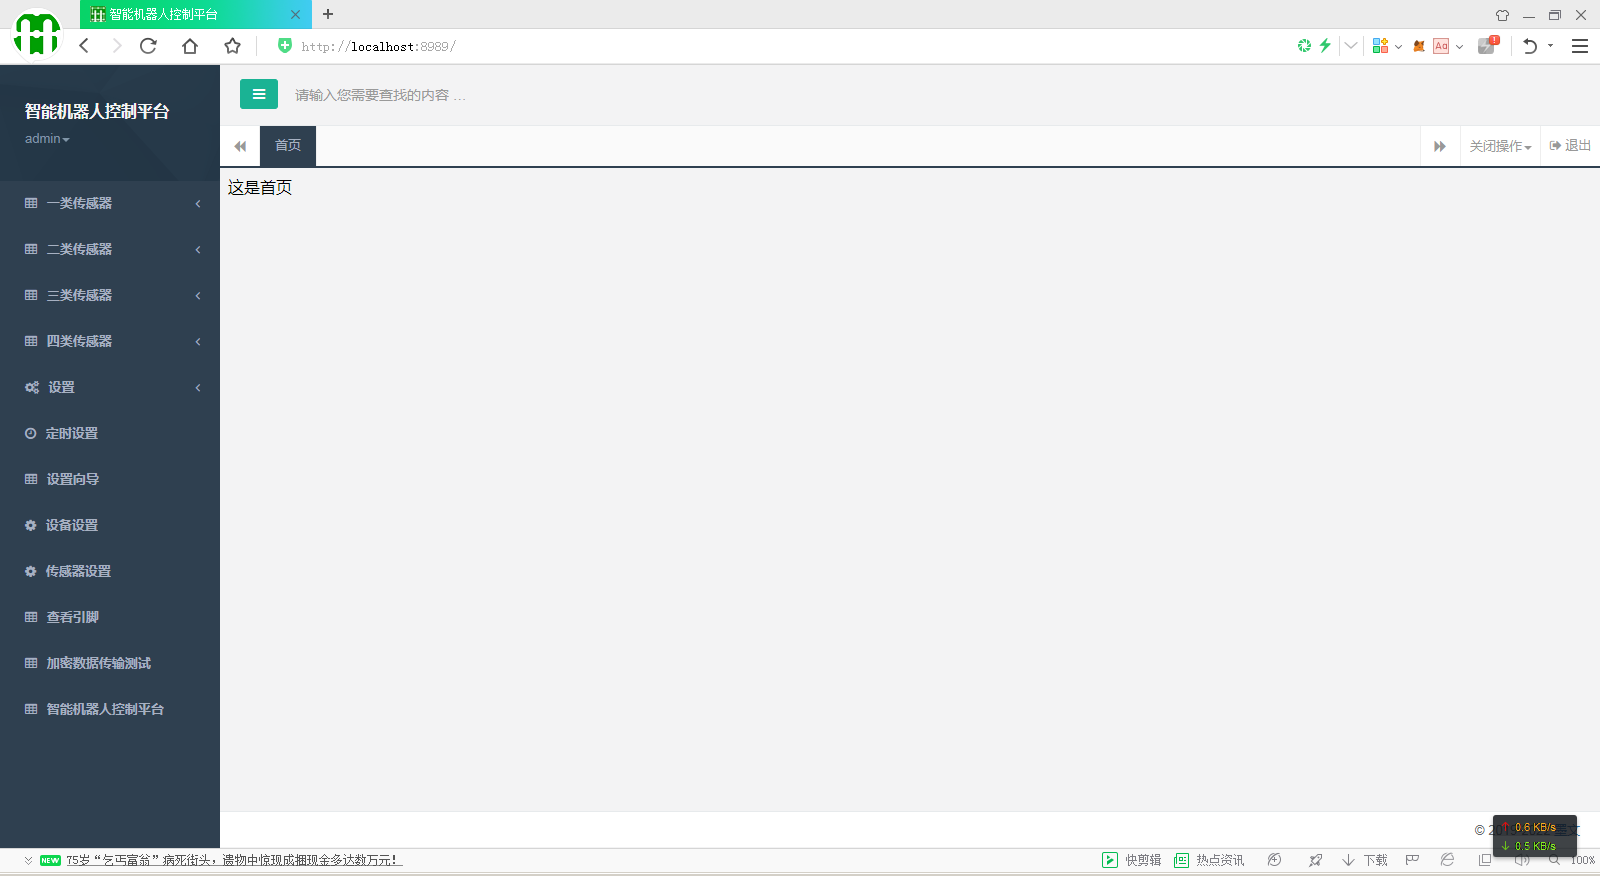 智能机器人控制平台
http://localhost:8989/
智能机器人控制平台
admin
请输入您需要查找的内容 …
首页
关闭操作
退出
这是首页
一类传感器
二类传感器
三类传感器
四类传感器
设置
定时设置
设置向导
设备设置
传感器设置
查看引脚
加密数据传输测试
智能机器人控制平台
0.6 KB/s
0.5 KB/s
NEW 75岁“乞丐富翁”病死街头，遗物中惊现成捆现金多达数万元！
快剪辑
热点资讯
下载
100%